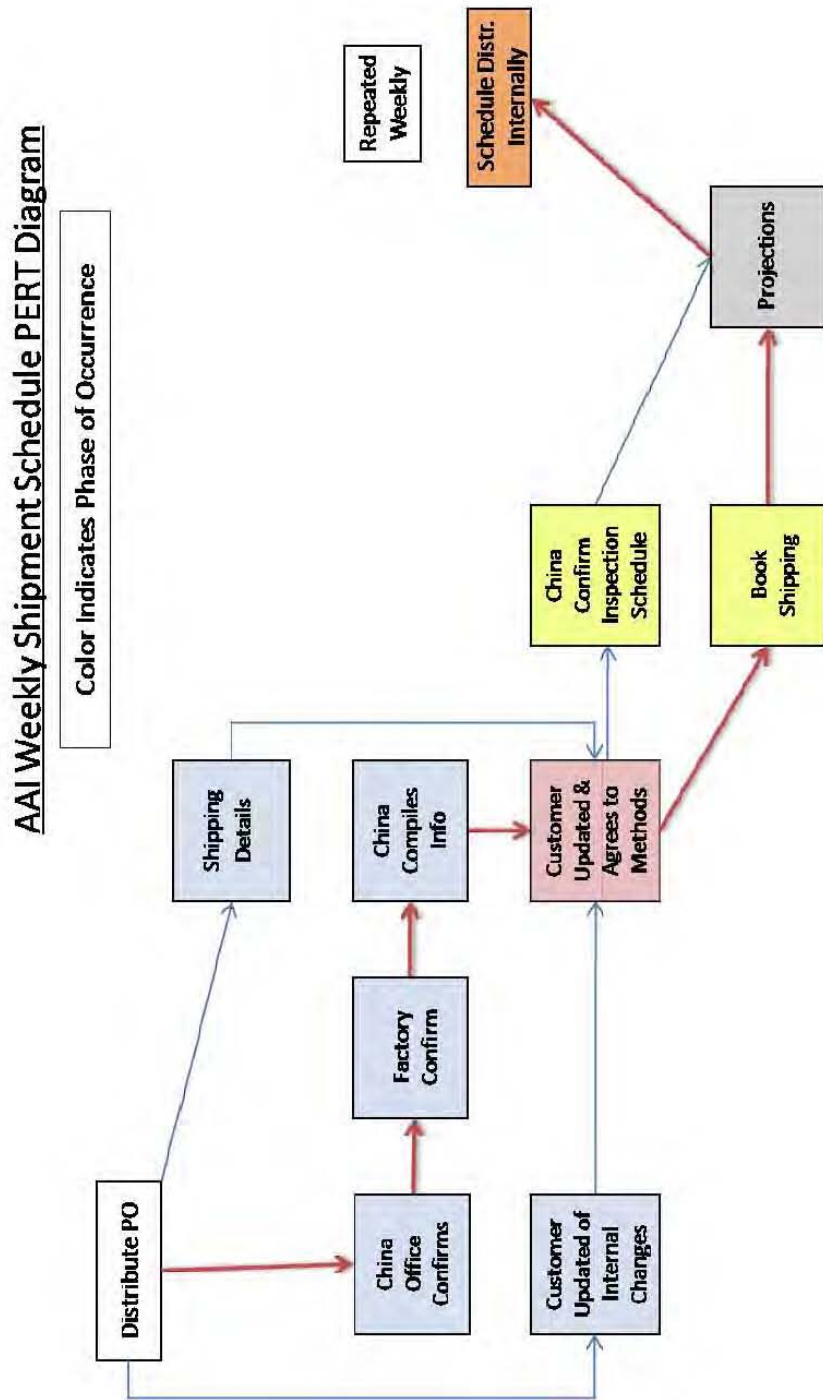 AAI Weekly Shipment Schedule PERT Diagram
Color Indicates Phase of Occurrence
Repeated
Weekly
Distribute PO
Shipping
Details
China
Office
Confirms
Factory
Confirm
China
Compiles
Info
Customer
Updated of
Internal
Changes
Customer
Updated &
Agrees to
Methods
China
Confirm
Inspection
Schedule
Book
Shipping
Projections
Schedule Distr.
Internally